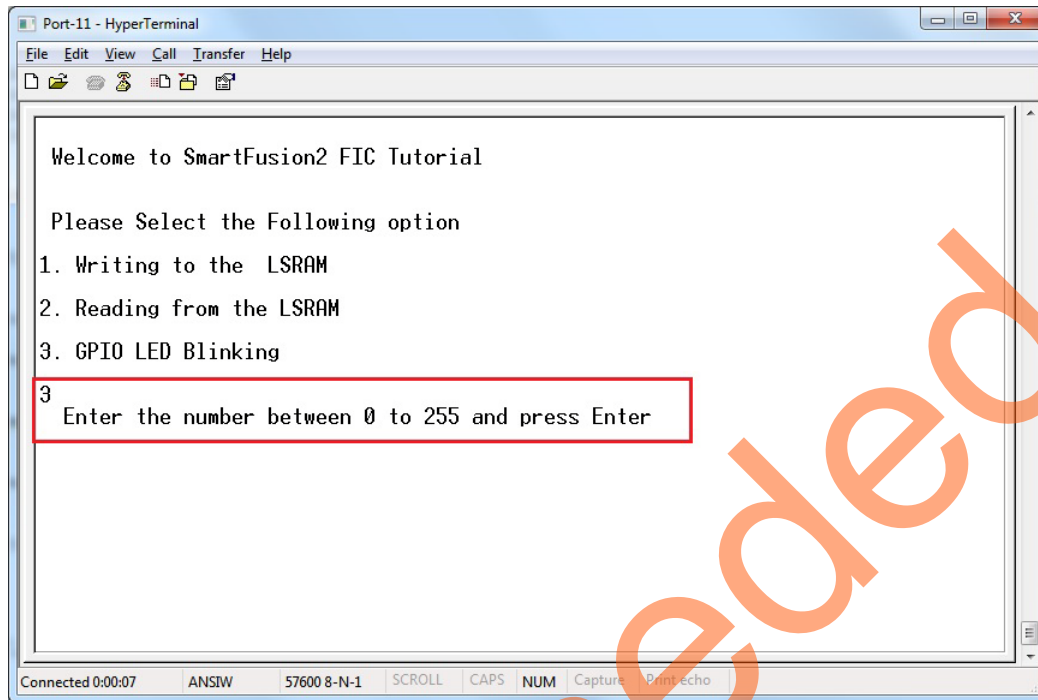 Port-11 - HyperTerminal
File Edit View Call Transfer Help
Welcome to SmartFusion2 FIC Tutorial
Please Select the Following option
1. Writing to the  LSRAM
2. Reading from the LSRAM
3. GPIO LED Blinking
3
Enter the number between 0 to 255 and press Enter
Connected 0:00:07 ANSIW 57600 8-N-1 SCROLL CAPS NUM Capture Print echo
eded